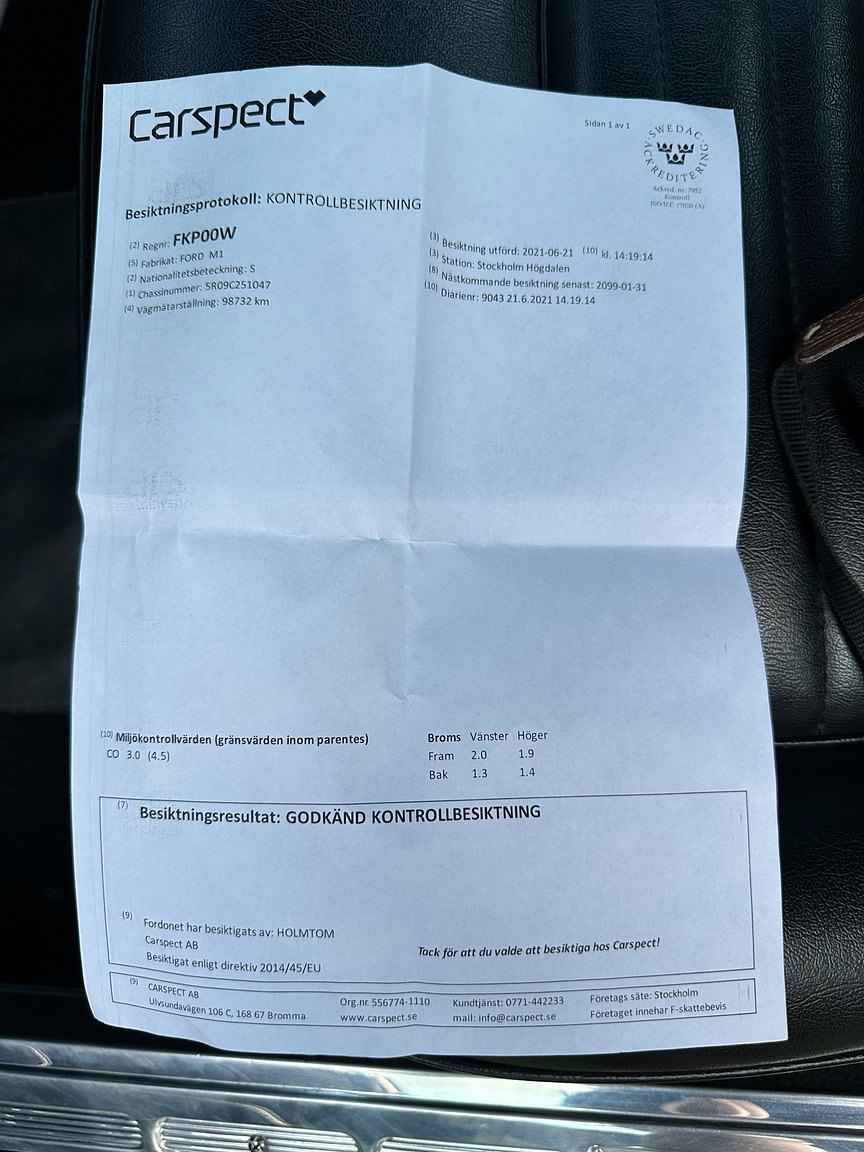 Carspect
Sidan 1 av 1
SWEDAC ACKREDITERING
Ackred. nr. 7952
Kontroll
ISO/IEC 17020 (A)
Besiktningsprotokoll: KONTROLLBESIKTNING
(2) Regnr: FKP00W
(5) Fabrikat: FORD M1
(2) Nationalitetsbeteckning: S
(1) Chassinummer: 5R09C251047
(4) Vägmätarställning: 98732 km
(3) Besiktning utförd: 2021-06-21 (10) kl. 14:19:14
(3) Station: Stockholm Högdalen
(8) Nästkommande besiktning senast: 2099-01-31
(10) Diarienr: 9043 21.6.2021 14.19.14
(10) Miljökontrollvärden (gränsvärden inom parentes)
CO 3.0 (4.5)
Broms Vänster Höger
Fram 2.0 1.9
Bak 1.3 1.4
(7) Besiktningsresultat: GODKÄND KONTROLLBESIKTNING
(9) Fordonet har besiktigats av: HOLMTOM
Carspect AB
Besiktigat enligt direktiv 2014/45/EU
Tack för att du valde att besiktiga hos Carspect!
(9) CARSPECT AB
Ulvsundavägen 106 C, 168 67 Bromma
Org.nr. 556774-1110
www.carspect.se
Kundtjänst: 0771-442233
mail: info@carspect.se
Företags säte: Stockholm
Företaget innehar F-skattebevis